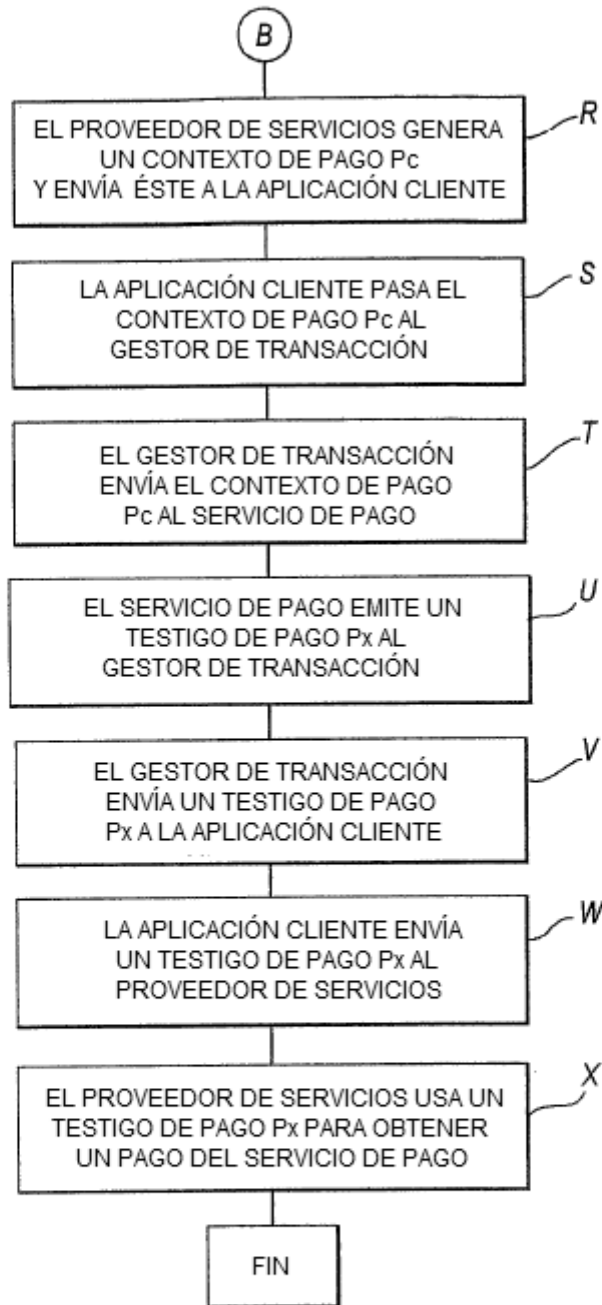 B
EL PROVEEDOR DE SERVICIOS GENERA
UN CONTEXTO DE PAGO Pc
Y ENVÍA ÉSTE A LA APLICACIÓN CLIENTE
R
LA APLICACIÓN CLIENTE PASA EL
CONTEXTO DE PAGO Pc AL
GESTOR DE TRANSACCIÓN
S
EL GESTOR DE TRANSACCIÓN
ENVÍA EL CONTEXTO DE PAGO
Pc AL SERVICIO DE PAGO
T
EL SERVICIO DE PAGO EMITE UN
TESTIGO DE PAGO Px AL
GESTOR DE TRANSACCIÓN
U
EL GESTOR DE TRANSACCIÓN
ENVÍA UN TESTIGO DE PAGO
Px A LA APLICACIÓN CLIENTE
V
LA APLICACIÓN CLIENTE ENVÍA
UN TESTIGO DE PAGO Px AL
PROVEEDOR DE SERVICIOS
W
EL PROVEEDOR DE SERVICIOS USA UN
TESTIGO DE PAGO Px PARA OBTENER
UN PAGO DEL SERVICIO DE PAGO
X
FIN